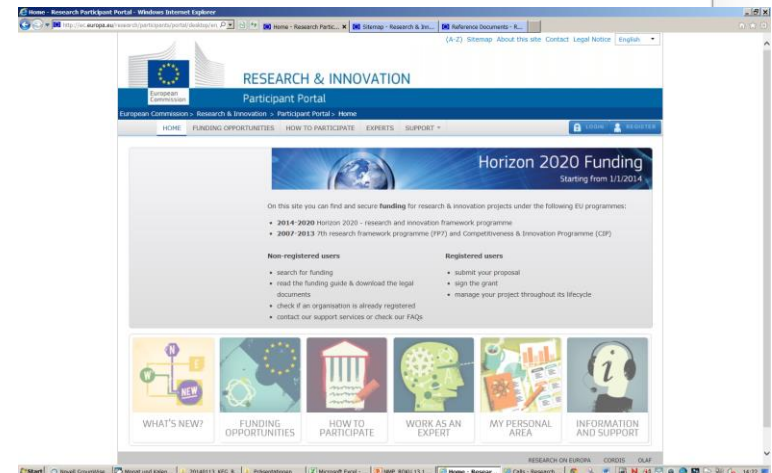 Home - Research Participant Portal - Windows Internet Explorer
Home - Research Partic... Sitemap - Research & Inn... Reference Documents - R...
(A-Z) Sitemap About this site Contact Legal Notice English
RESEARCH & INNOVATION
European
Commission
Participant Portal
European Commission > Research & Innovation > Participant Portal > Home
HOME FUNDING OPPORTUNITIES HOW TO PARTICIPATE EXPERTS SUPPORT LOGIN REGISTER
Horizon 2020 Funding
Starting from 1/1/2014
On this site you can find and secure funding for research & innovation projects under the following EU programmes:
• 2014-2020 Horizon 2020 - research and innovation framework programme
• 2007-2013 7th research framework programme (FP7) and Competitiveness & Innovation Programme (CIP)
Non-registered users
• search for funding
• read the funding guide & download the legal
documents
• check if an organisation is already registered
• contact our support services or check our FAQs
Registered users
• submit your proposal
• sign the grant
• manage your project throughout its lifecycle
N
W E
NEW
WHAT'S NEW?
FUNDING
OPPORTUNITIES
HOW TO
PARTICIPATE
WORK AS AN
EXPERT
MY PERSONAL
AREA
i
INFORMATION
AND SUPPORT
RESEARCH ON EUROPA CORDIS OLAF
Start Novell GroupWise Microsoft Excel - Home - Resear... Calls - Research 14:22